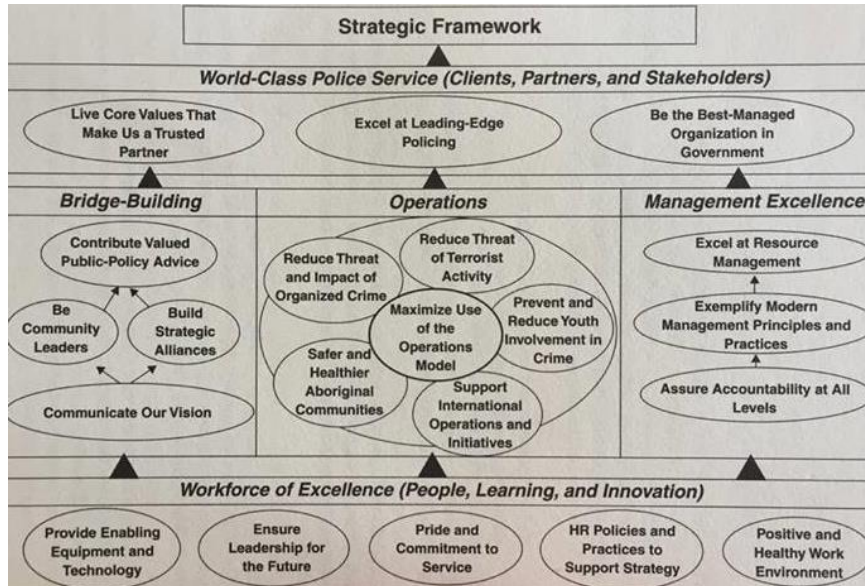 Strategic Framework
World-Class Police Service (Clients, Partners, and Stakeholders)
Live Core Values That
Make Us a Trusted
Partner
Excel at Leading-Edge
Policing
Be the Best-Managed
Organization in
Government
Bridge-Building
Contribute Valued
Public-Policy Advice
Be
Community
Leaders
Build
Strategic
Alliances
Communicate Our Vision
Operations
Reduce Threat
and Impact of
Organized Crime
Reduce Threat
of Terrorist
Activity
Maximize Use
of the
Operations
Model
Prevent and
Reduce Youth
Involvement in
Crime
Safer and
Healthier
Aboriginal
Communities
Support
International
Operations and
Initiatives
Management Excellence
Excel at Resource
Management
Exemplify Modern
Management Principles and
Practices
Assure Accountability at All
Levels
Workforce of Excellence (People, Learning, and Innovation)
Provide Enabling
Equipment and
Technology
Ensure
Leadership for
the Future
Pride and
Commitment to
Service
HR Policies and
Practices to
Support Strategy
Positive and
Healthy Work
Environment